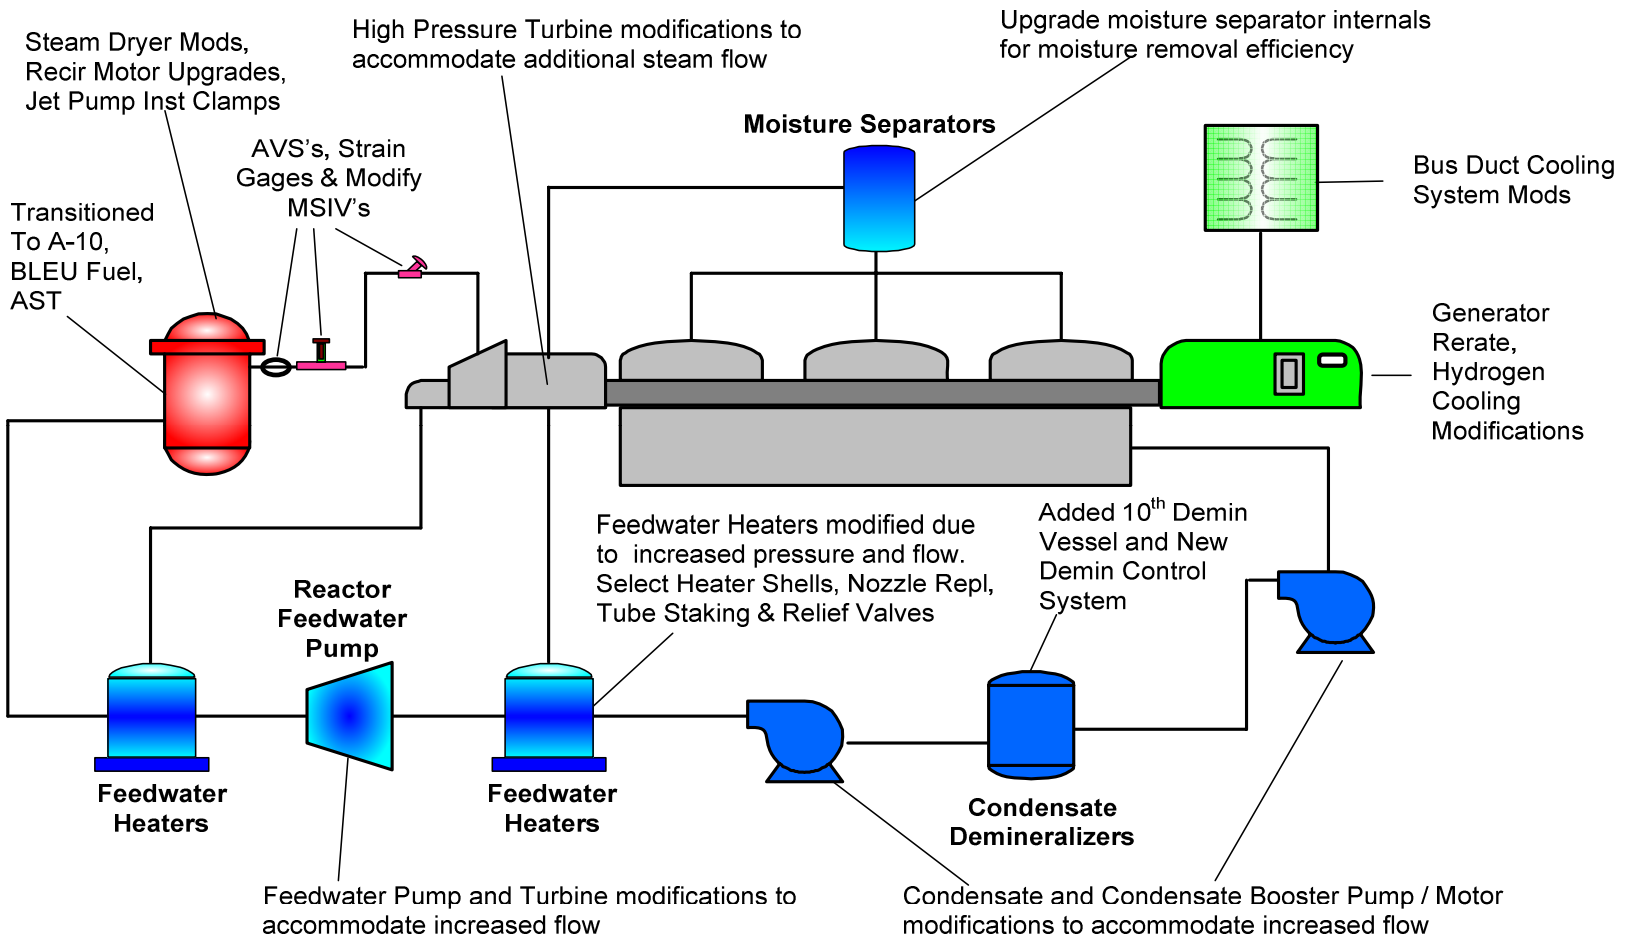 Steam Dryer Mods,
Recir Motor Upgrades,
Jet Pump Inst Clamps
High Pressure Turbine modifications to
accommodate additional steam flow
Upgrade moisture separator internals
for moisture removal efficiency
AVS's, Strain
Gages & Modify
MSIV's
Moisture Separators
Bus Duct Cooling
System Mods
Transitioned
To A-10,
BLEU Fuel,
AST
Generator
Rerate,
Hydrogen
Cooling
Modifications
Feedwater Heaters modified due
to increased pressure and flow.
Select Heater Shells, Nozzle Repl,
Tube Staking & Relief Valves
Added 10th Demin
Vessel and New
Demin Control
System
Reactor
Feedwater
Pump
Feedwater
Heaters
Feedwater
Heaters
Condensate
Demineralizers
Feedwater Pump and Turbine modifications to
accommodate increased flow
Condensate and Condensate Booster Pump / Motor
modifications to accommodate increased flow